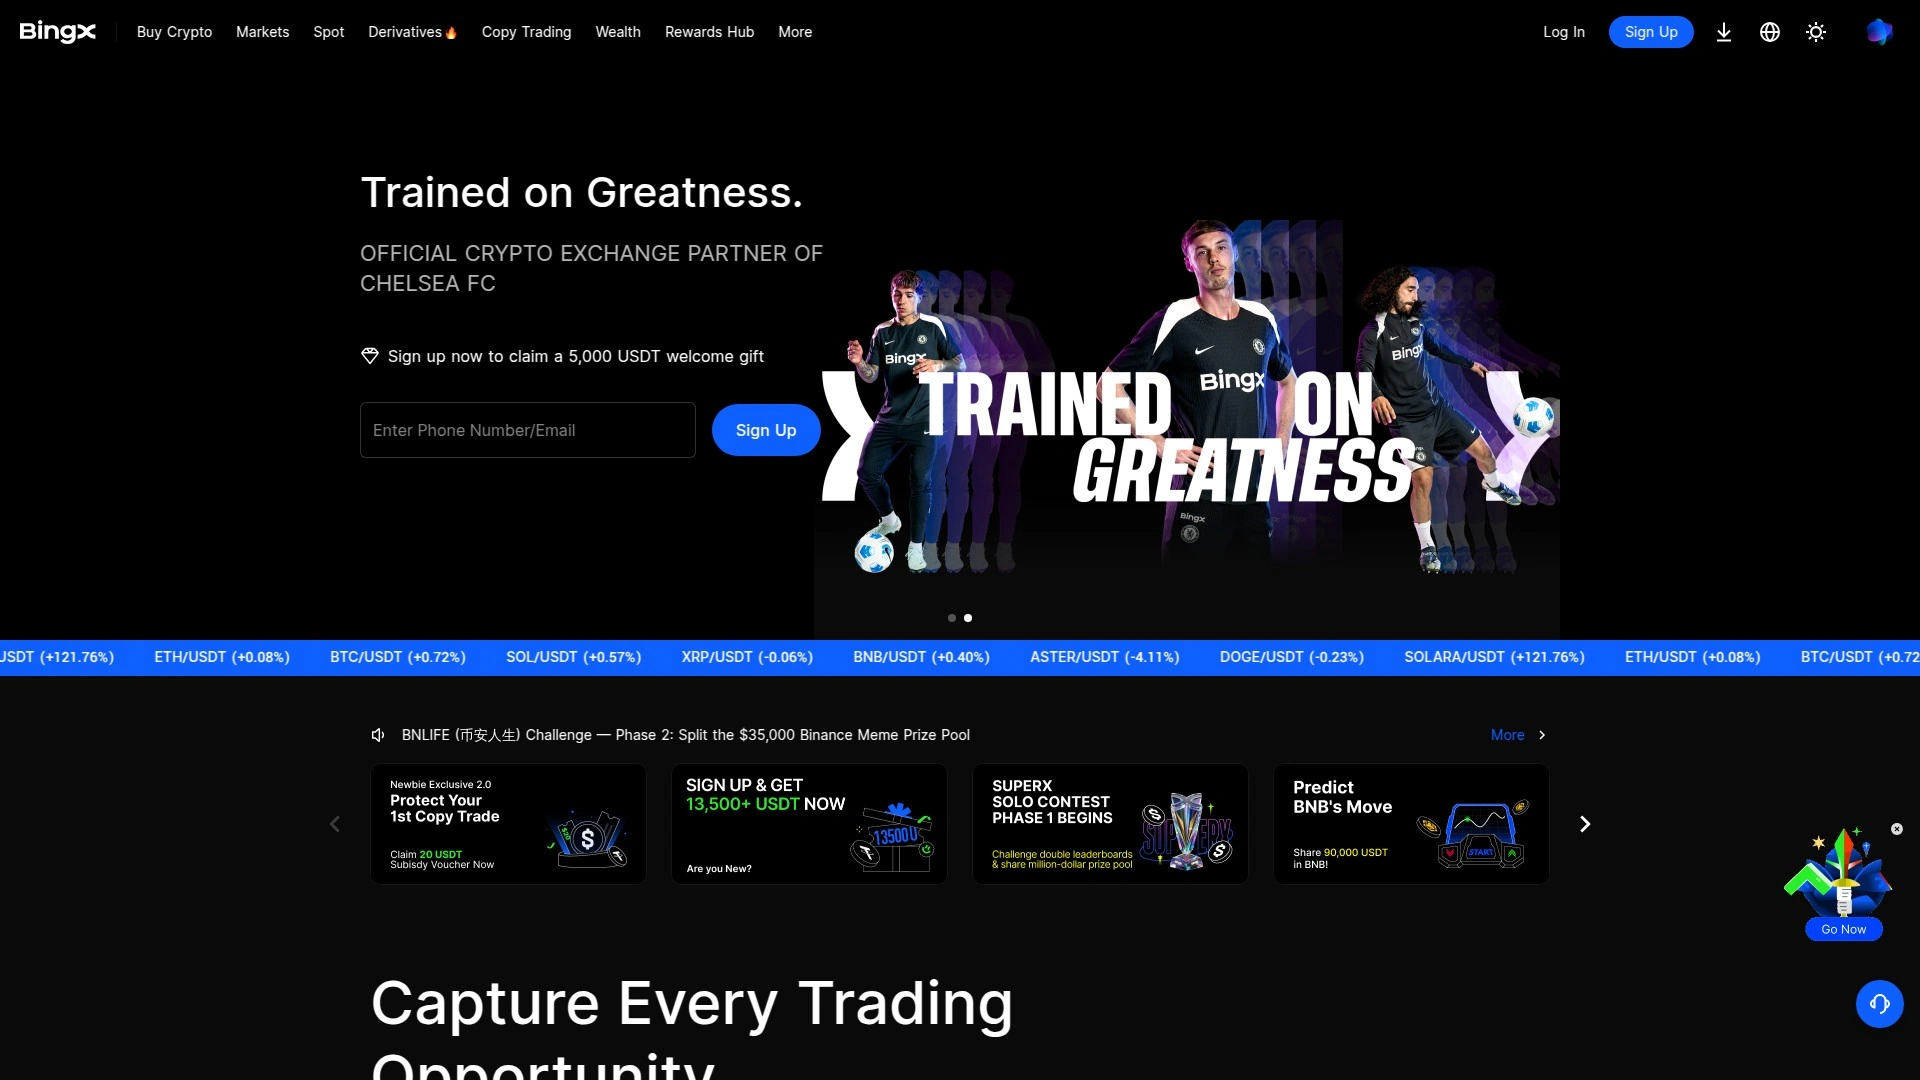 BingX
Buy Crypto
Markets
Spot
Derivatives🔥
Copy Trading
Wealth
Rewards Hub
More
Log In
Sign Up
Trained on Greatness.
OFFICIAL CRYPTO EXCHANGE PARTNER OF
CHELSEA FC
Sign up now to claim a 5,000 USDT welcome gift
Enter Phone Number/Email
Sign Up
BingX
BingX
BingX
TRAINED ON
GREATNESS
BingX
USDT (+121.76%)
ETH/USDT (+0.08%)
BTC/USDT (+0.72%)
SOL/USDT (+0.57%)
XRP/USDT (-0.06%)
BNB/USDT (+0.40%)
ASTER/USDT (-4.11%)
DOGE/USDT (-0.23%)
SOLARA/USDT (+121.76%)
ETH/USDT (+0.08%)
BTC/USDT (+0.72
BNLIFE (币安人生) Challenge — Phase 2: Split the $35,000 Binance Meme Prize Pool
More
Newbie Exclusive 2.0
Protect Your
1st Copy Trade
Claim 20 USDT
Subisdy Voucher Now
$20
SIGN UP & GET
13,500+ USDT NOW
Are you New?
13500U
SUPERX
SOLO CONTEST
PHASE 1 BEGINS
Challenge double leaderboards
& share million-dollar prize pool
Predict
BNB's Move
Share 90,000 USDT
in BNB!
START
Go Now
Capture Every Trading
Opportunity